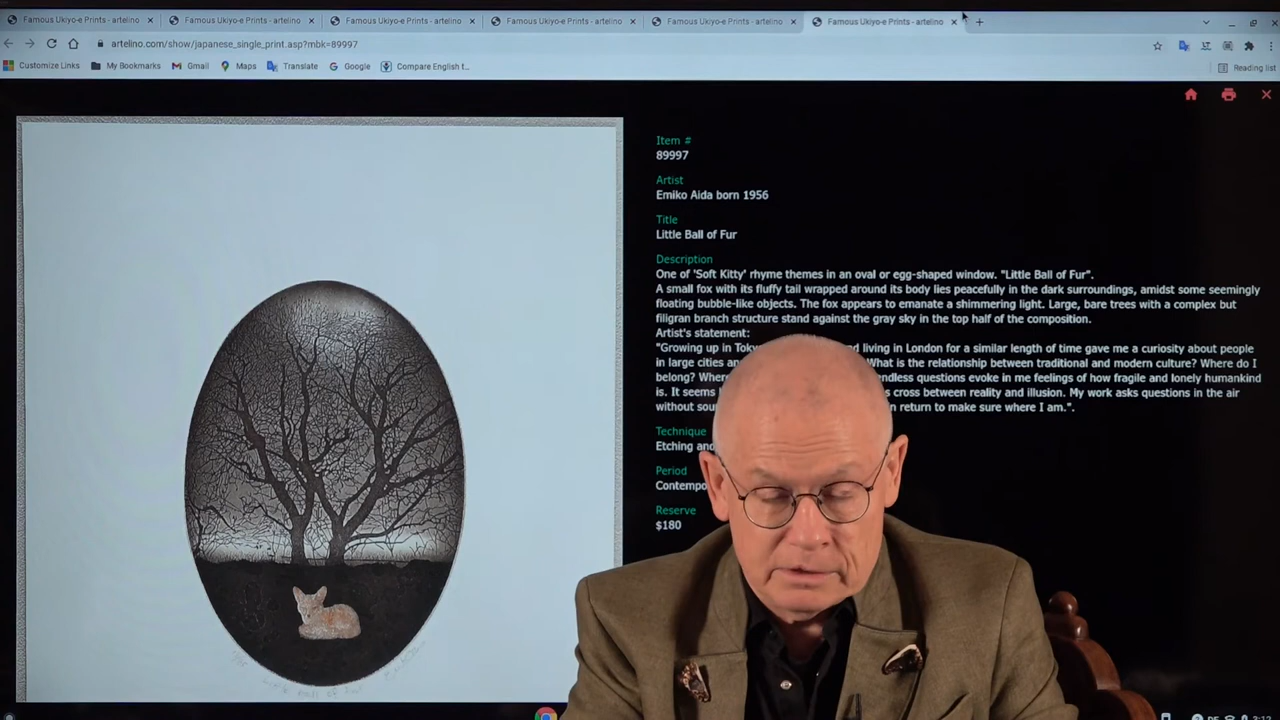 Famous Ukiyo-e Prints - artelino
Famous Ukiyo-e Prints - artelino
Famous Ukiyo-e Prints - artelino
Famous Ukiyo-e Prints - artelino
Famous Ukiyo-e Prints - artelino
Famous Ukiyo-e Prints - artelino
artelino.com/show/japanese_single_print.asp?mbk=89997
Customize Links
My Bookmarks
Gmail
Maps
Translate
Google
Compare English t...
Reading list
Item #
89997
Artist
Emiko Aida born 1956
Title
Little Ball of Fur
Description
One of 'Soft Kitty' rhyme themes in an oval or egg-shaped window. "Little Ball of Fur".
A small fox with its fluffy tail wrapped around its body lies peacefully in the dark surroundings, amidst some seemingly
floating bubble-like objects. The fox appears to emanate a shimmering light. Large, bare trees with a complex but
filigran branch structure stand against the gray sky in the top half of the composition.
Artist's statement:
"Growing up in living in London for a similar length of time gave me a curiosity about people
in large cities What is the relationship between traditional and modern culture? Where do I
belong? endless questions evoke in me feelings of how fragile and lonely humankind
is. It seems cross between reality and illusion. My work asks questions in the air
without return to make sure where I am.".
Technique
Etching
Period
Reserve
$180